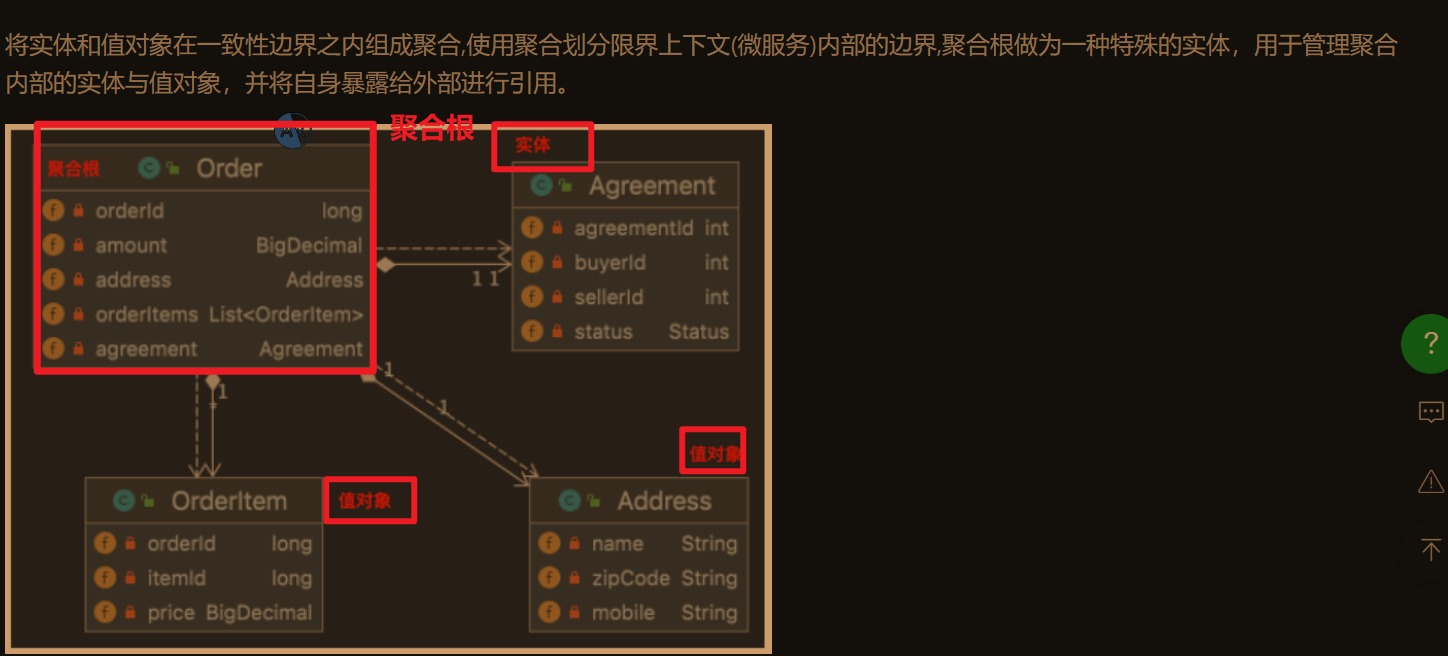 将实体和值对象在一致性边界之内组成聚合,使用聚合划分限界上下文(微服务)内部的边界,聚合根做为一种特殊的实体，用于管理聚合
内部的实体与值对象，并将自身暴露给外部进行引用。
聚合根
聚合根
C Order
f orderId long
f amount BigDecimal
f address Address
f orderItems List<OrderItem>
f agreement Agreement
实体
C Agreement
f agreementId int
f buyerId int
f sellerId int
f status Status
1 1
1
*
1
1
值对象
C OrderItem
f orderId long
f itemId long
f price BigDecimal
值对象
C Address
f name String
f zipCode String
f mobile String
?